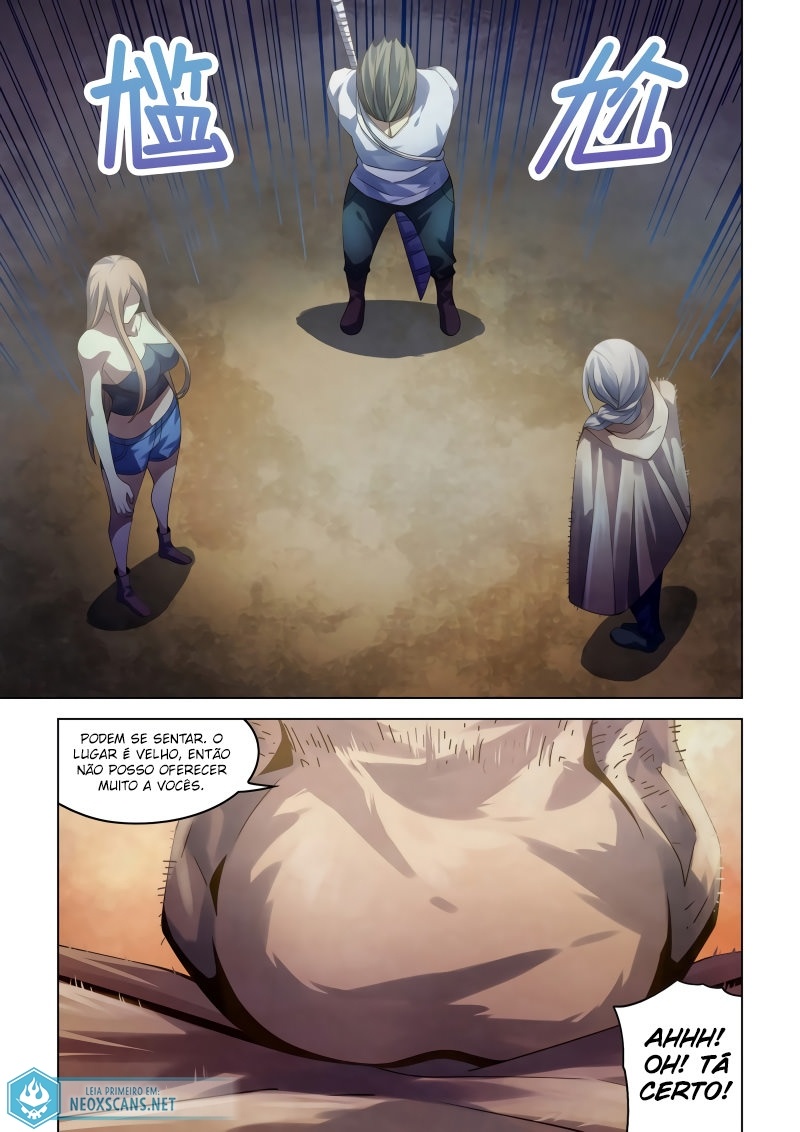 尴 尬
PODEM SE SENTAR. O
LUGAR É VELHO, ENTÃO
NÃO POSSO OFERECER
MUITO A VOCÊS.
AHHH!
OH! TÁ
CERTO!
LEIA PRIMEIRO EM:
NEOXSCANS.NET